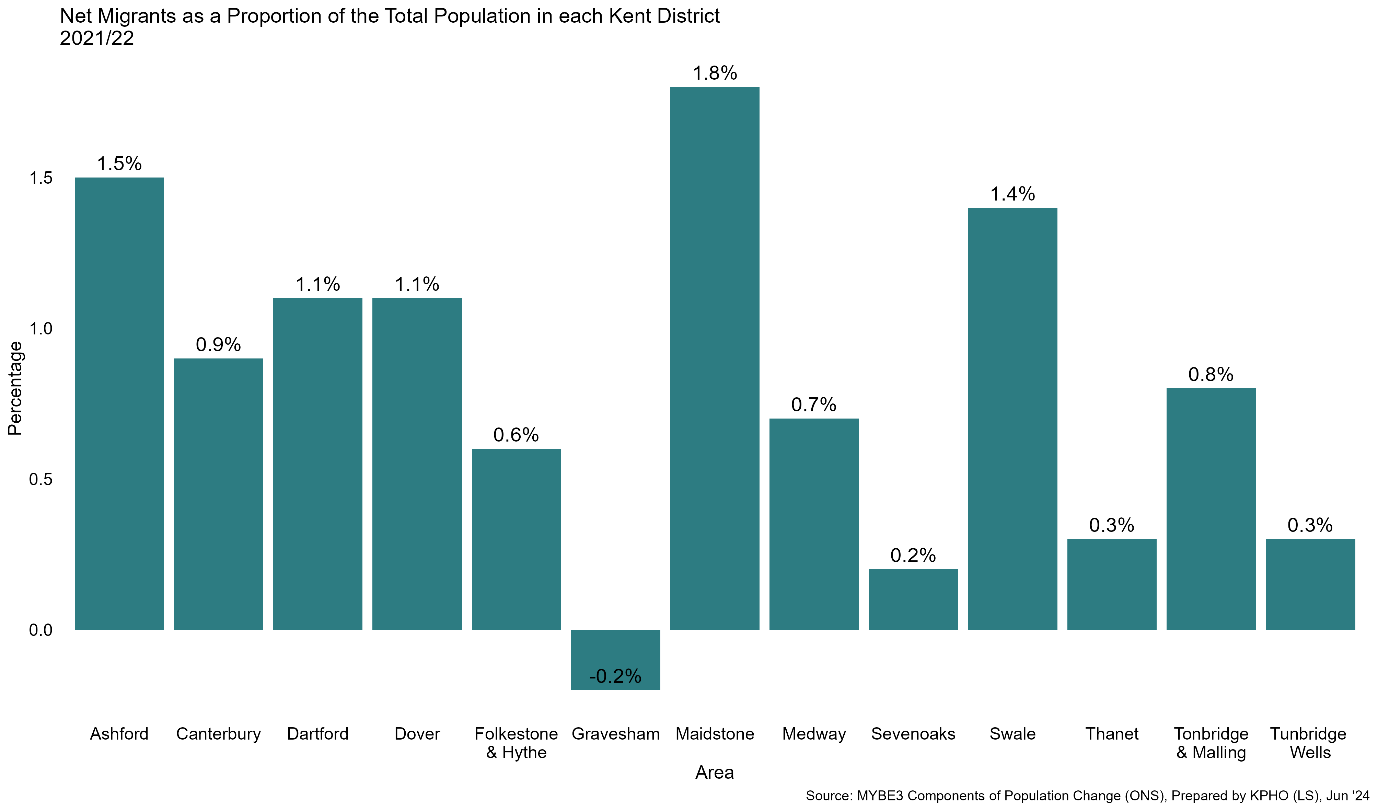 Net Migrants as a Proportion of the Total Population in each Kent District
2021/22
Percentage
1.5
1.0
0.5
0.0
1.5%
0.9%
1.1%
1.1%
0.6%
-0.2%
1.8%
0.7%
0.2%
1.4%
0.3%
0.8%
0.3%
Ashford
Canterbury
Dartford
Dover
Folkestone
& Hythe
Gravesham
Maidstone
Medway
Sevenoaks
Swale
Thanet
Tonbridge
& Malling
Tunbridge
Wells
Area
Source: MYBE3 Components of Population Change (ONS), Prepared by KPHO (LS), Jun '24